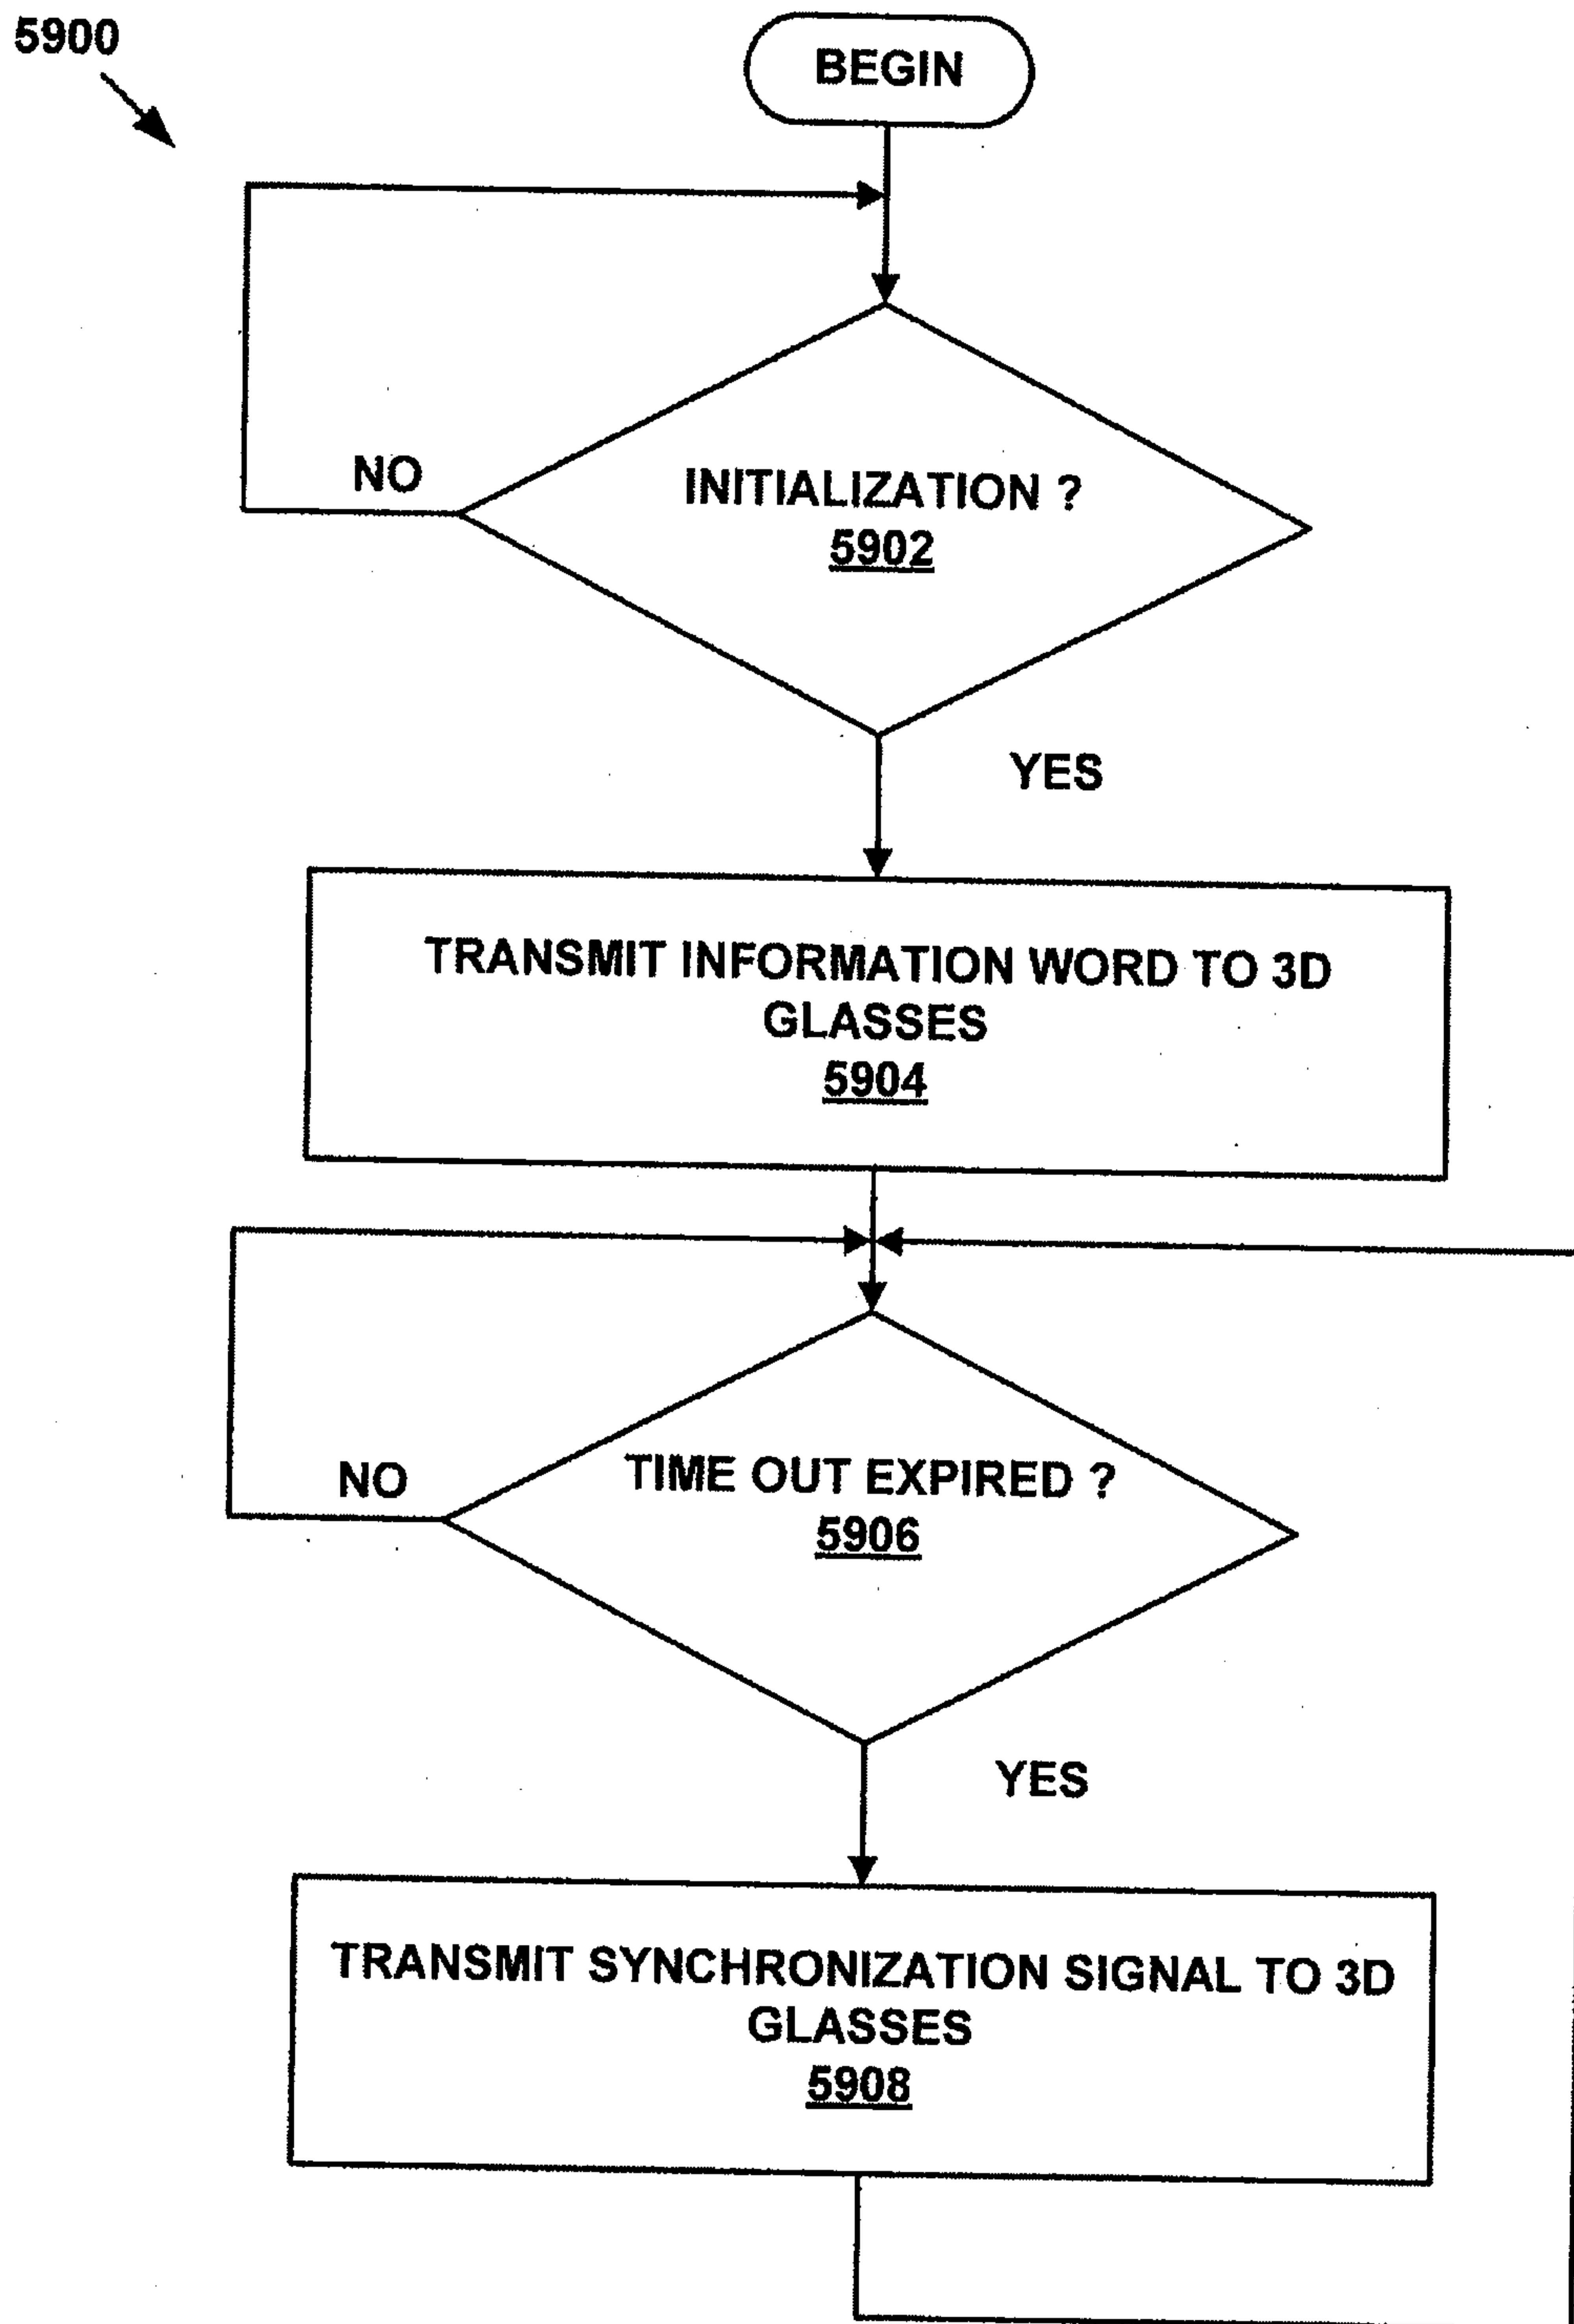 5900
BEGIN
NO
INITIALIZATION ?
5902
YES
TRANSMIT INFORMATION WORD TO 3D
GLASSES
5904
NO
TIME OUT EXPIRED ?
5906
YES
TRANSMIT SYNCHRONIZATION SIGNAL TO 3D
GLASSES
5908